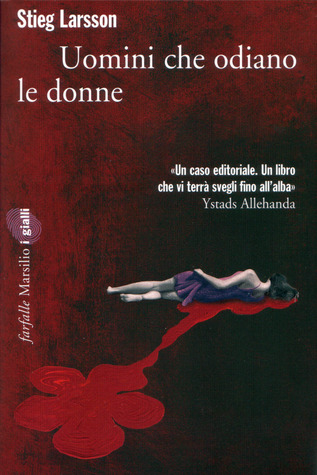 Stieg Larsson
Uomini che odiano
le donne
«Un caso editoriale. Un libro
che vi terrà svegli fino all'alba»
Ystads Allehanda
farfalle Marsilio i gialli